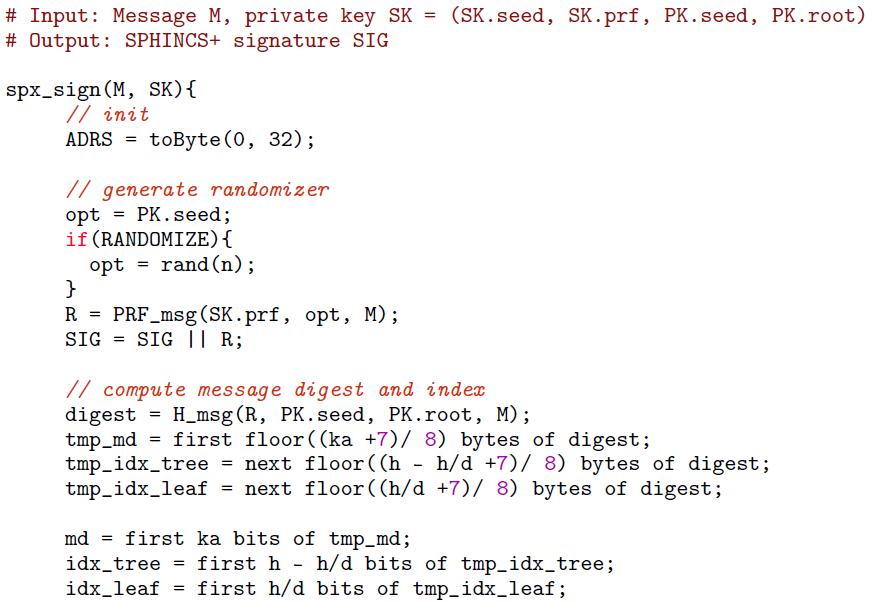 # Input: Message M, private key SK = (SK.seed, SK.prf, PK.seed, PK.root)
# Output: SPHINCS+ signature SIG
spx_sign(M, SK){
// init
ADRS = toByte(0, 32);
// generate randomizer
opt = PK.seed;
if(RANDOMIZE){
opt = rand(n);
}
R = PRF_msg(SK.prf, opt, M);
SIG = SIG || R;
// compute message digest and index
digest = H_msg(R, PK.seed, PK.root, M);
tmp_md = first floor((ka +7)/ 8) bytes of digest;
tmp_idx_tree = next floor((h - h/d +7)/ 8) bytes of digest;
tmp_idx_leaf = next floor((h/d +7)/ 8) bytes of digest;
md = first ka bits of tmp_md;
idx_tree = first h - h/d bits of tmp_idx_tree;
idx_leaf = first h/d bits of tmp_idx_leaf;